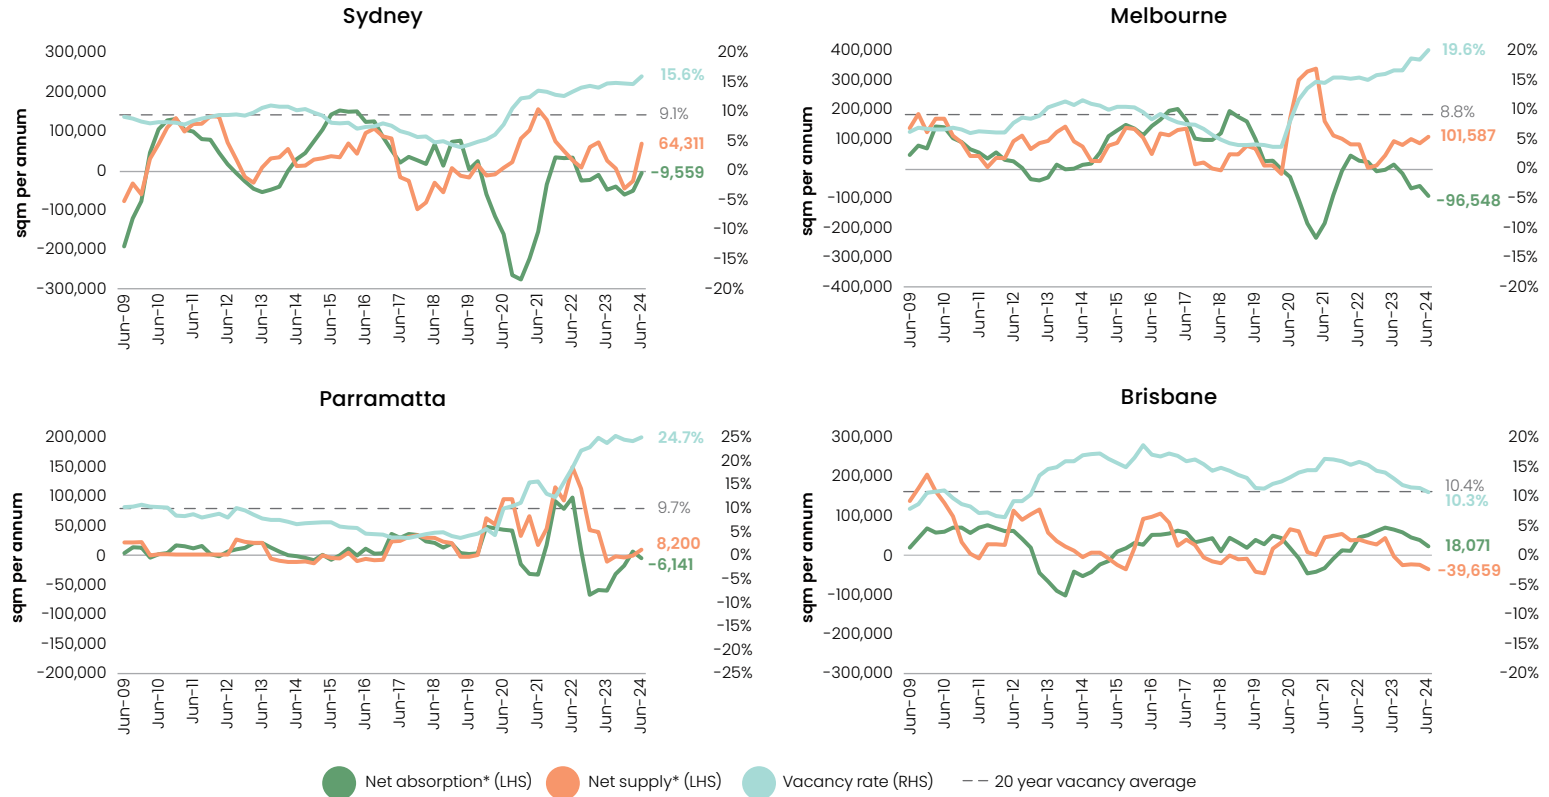 Sydney
300,000
200,000
100,000
0
−100,000
−200,000
−300,000
sqm per annum
20%
15%
10%
5%
0%
−5%
−10%
−15%
−20%
15.6%
9.1%
64,311
−9,559
Jun-09
Jun-10
Jun-11
Jun-12
Jun-13
Jun-14
Jun-15
Jun-16
Jun-17
Jun-18
Jun-19
Jun-20
Jun-21
Jun-22
Jun-23
Jun-24
Melbourne
400,000
300,000
200,000
100,000
−100,000
−200,000
−300,000
−400,000
sqm per annum
20%
15%
10%
5%
0%
−5%
−10%
−15%
−20%
19.6%
8.8%
101,587
−96,548
Jun-09
Jun-10
Jun-11
Jun-12
Jun-13
Jun-14
Jun-15
Jun-16
Jun-17
Jun-18
Jun-19
Jun-20
Jun-21
Jun-22
Jun-23
Jun-24
Parramatta
200,000
150,000
100,000
50,000
0
−50,000
−100,000
−150,000
−200,000
sqm per annum
25%
20%
15%
10%
5%
0%
−5%
−10%
−15%
−20%
−25%
24.7%
9.7%
8,200
−6,141
Jun-09
Jun-10
Jun-11
Jun-12
Jun-13
Jun-14
Jun-15
Jun-16
Jun-17
Jun-18
Jun-19
Jun-20
Jun-21
Jun-22
Jun-23
Jun-24
Brisbane
300,000
200,000
100,000
0
−100,000
−200,000
−300,000
sqm per annum
20%
15%
10%
5%
0%
−5%
−10%
−15%
−20%
10.4%
10.3%
18,071
−39,659
Jun-09
Jun-10
Jun-11
Jun-12
Jun-13
Jun-14
Jun-15
Jun-16
Jun-17
Jun-18
Jun-19
Jun-20
Jun-21
Jun-22
Jun-23
Jun-24
Net absorption* (LHS)
Net supply* (LHS)
Vacancy rate (RHS)
20 year vacancy average